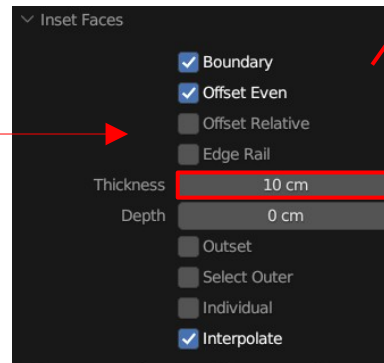 Inset Faces
Boundary
Offset Even
Offset Relative
Edge Rail
Thickness 10 cm
Depth 0 cm
Outset
Select Outer
Individual
Interpolate